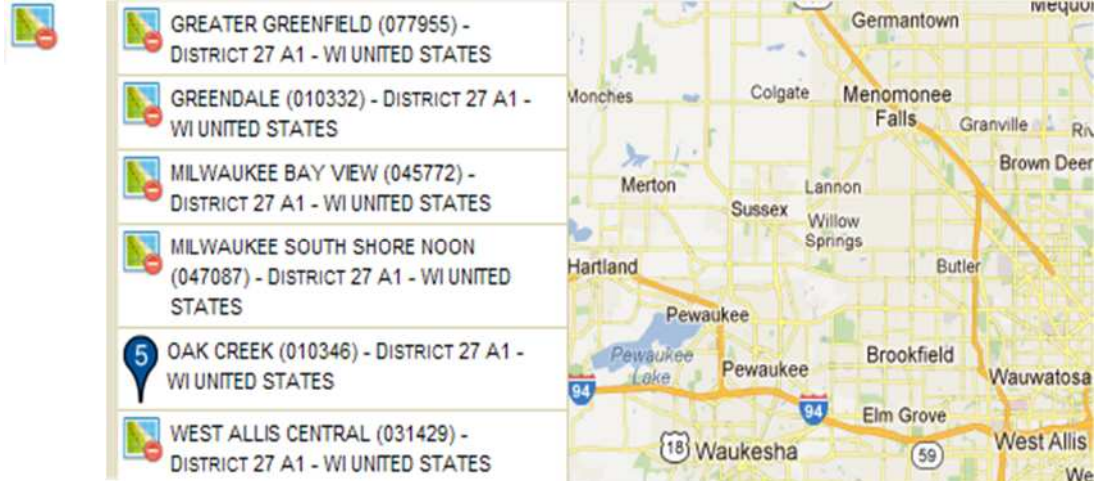 GREATER GREENFIELD (077955) -
DISTRICT 27 A1 - WI UNITED STATES
GREENDALE (010332) - DISTRICT 27 A1 -
WI UNITED STATES
MILWAUKEE BAY VIEW (045772) -
DISTRICT 27 A1 - WI UNITED STATES
MILWAUKEE SOUTH SHORE NOON
(047087) - DISTRICT 27 A1 - WI UNITED
STATES
5
OAK CREEK (010346) - DISTRICT 27 A1 -
WI UNITED STATES
WEST ALLIS CENTRAL (031429) -
DISTRICT 27 A1 - WI UNITED STATES
Germantown
Colgate
Menomonee
Falls
Granville
Brown Deer
Merton
Lannon
Sussex
Willow
Springs
Hartland
Butler
Pewaukee
Pewaukee
Lake
Pewaukee
Brookfield
Wauwatosa
94
94
Elm Grove
18
Waukesha
59
West Allis